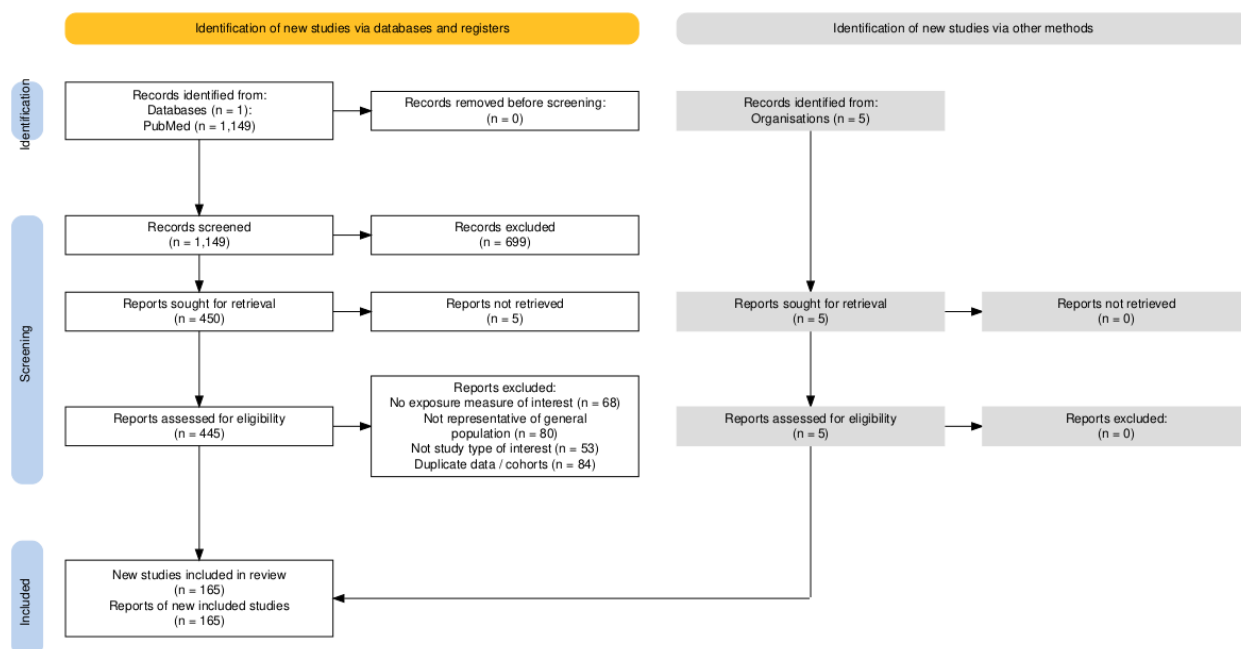 Identification of new studies via databases and registers
Identification of new studies via other methods
Identification
Records identified from:
Databases (n = 1):
PubMed (n = 1,149)
Records removed before screening:
(n = 0)
Records identified from:
Organisations (n = 5)
Screening
Records screened
(n = 1,149)
Records excluded
(n = 699)
Reports sought for retrieval
(n = 450)
Reports not retrieved
(n = 5)
Reports sought for retrieval
(n = 5)
Reports not retrieved
(n = 0)
Reports assessed for eligibility
(n = 445)
Reports excluded:
No exposure measure of interest (n = 68)
Not representative of general
population (n = 80)
Not study type of interest (n = 53)
Duplicate data / cohorts (n = 84)
Reports assessed for eligibility
(n = 5)
Reports excluded:
(n = 0)
Included
New studies included in review
(n = 165)
Reports of new included studies
(n = 165)